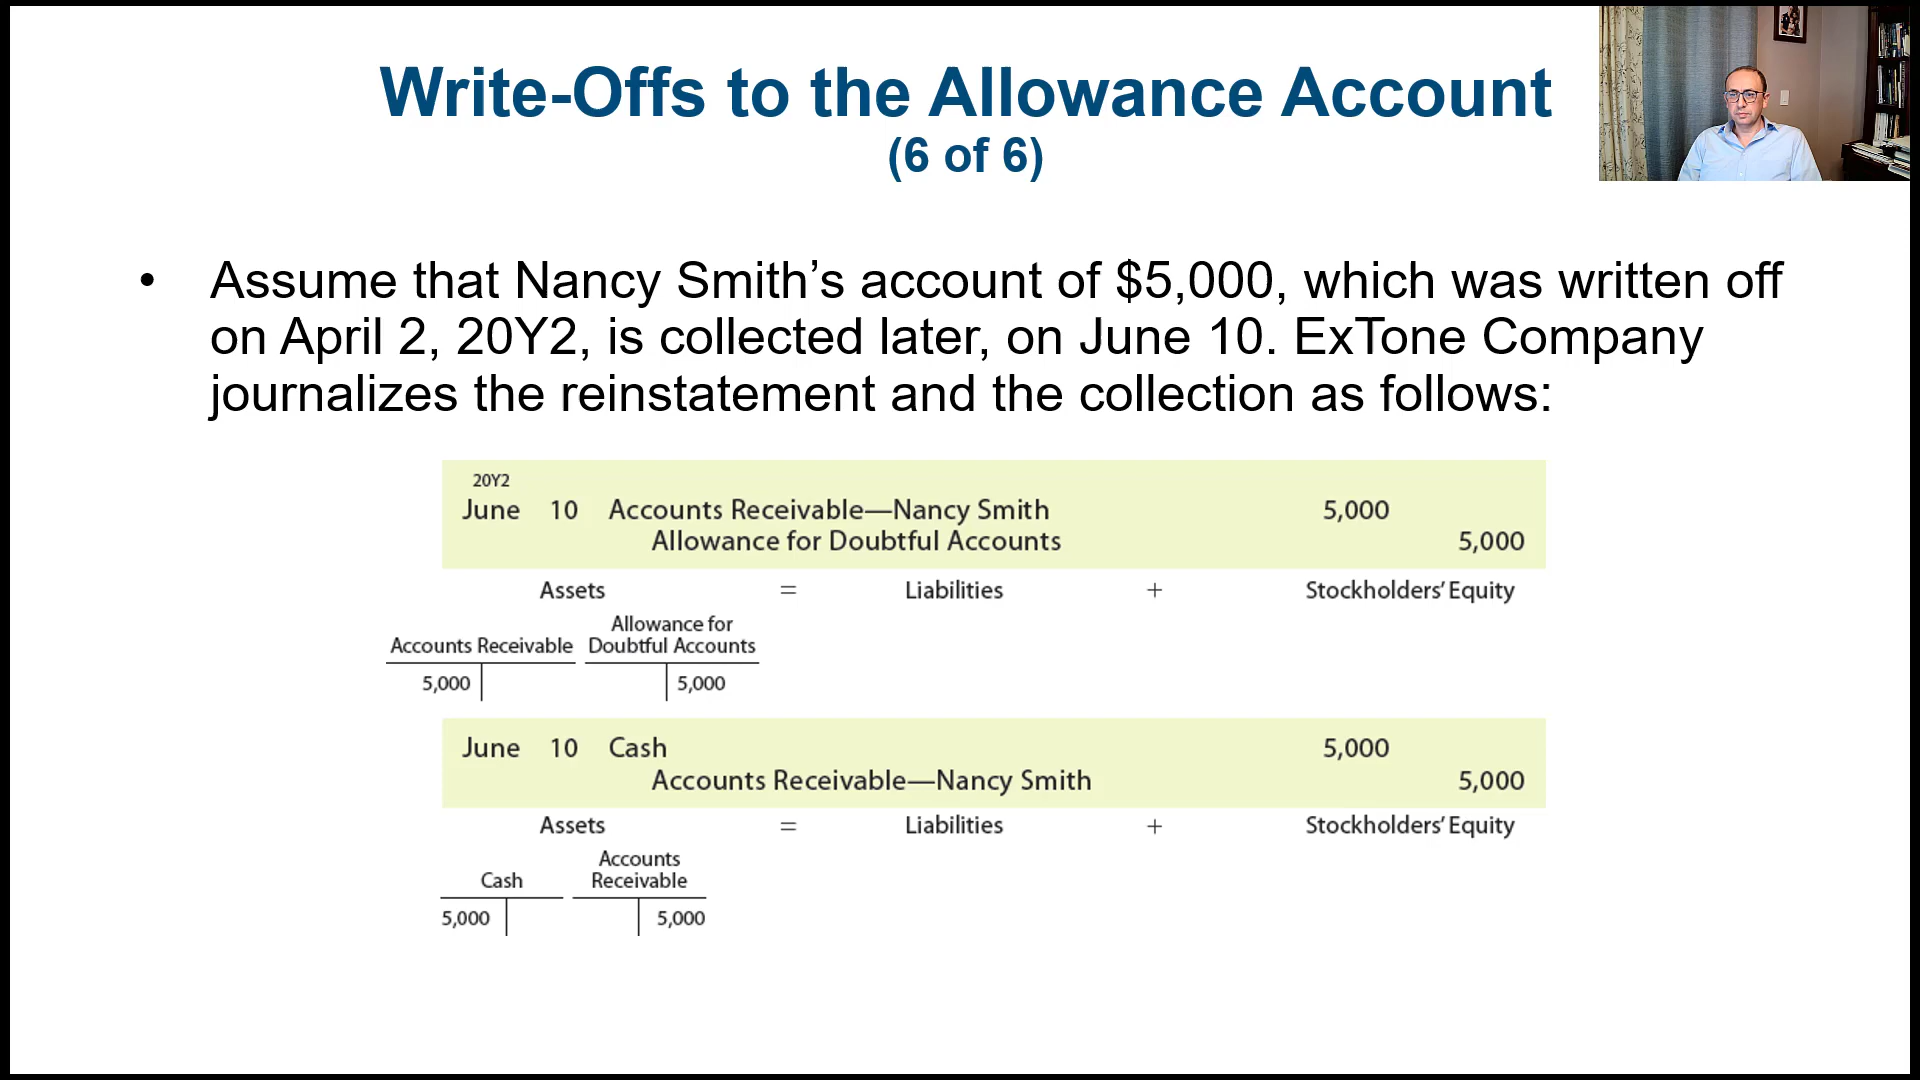 Write-Offs to the Allowance Account
(6 of 6)
• Assume that Nancy Smith’s account of $5,000, which was written off
on April 2, 20Y2, is collected later, on June 10. ExTone Company
journalizes the reinstatement and the collection as follows:
20Y2
June 10 Accounts Receivable—Nancy Smith 5,000
Allowance for Doubtful Accounts 5,000
Assets = Liabilities + Stockholders’ Equity
Allowance for
Accounts Receivable Doubtful Accounts
5,000 5,000
June 10 Cash 5,000
Accounts Receivable—Nancy Smith 5,000
Assets = Liabilities + Stockholders’ Equity
Accounts
Cash Receivable
5,000 5,000